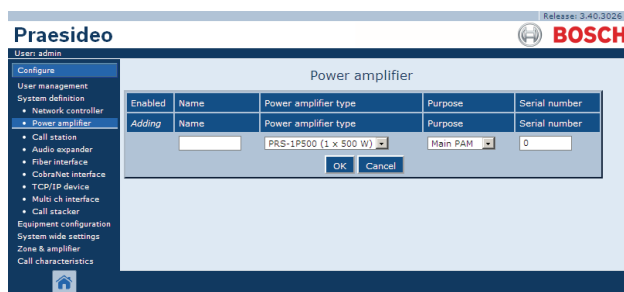 Release: 3.40.3026
Praesideo
BOSCH
User: admin
Configure
User management
System definition
• Network controller
• Power amplifier
• Call station
• Audio expander
• Fiber interface
• CobraNet interface
• TCP/IP device
• Multi ch interface
• Call stacker
Equipment configuration
System wide settings
Zone & amplifier
Call characteristics
Power amplifier
Enabled Name Power amplifier type Purpose Serial number
Adding Name Power amplifier type Purpose Serial number
PRS-1P500 (1 x 500 W) Main PAM 0
OK Cancel